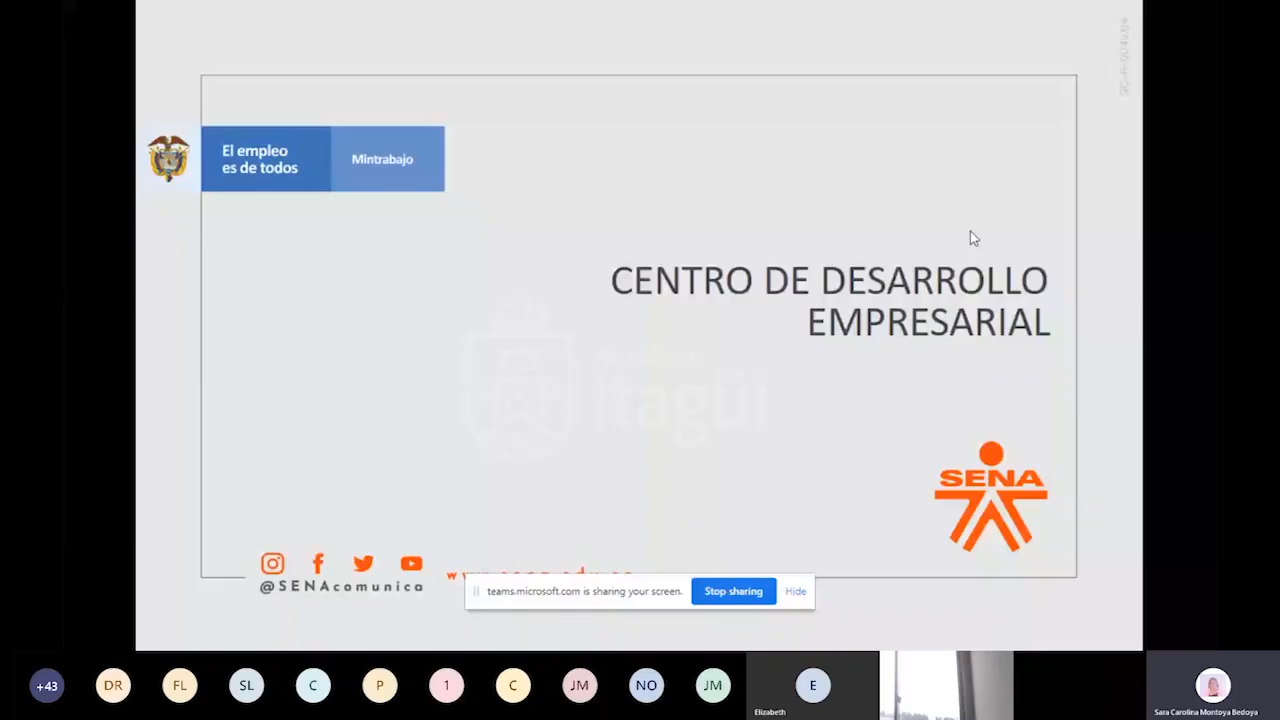 El empleo
es de todos
Mintrabajo
CENTRO DE DESARROLLO
EMPRESARIAL
Itagüí
SENA
@SENAcomunica
teams.microsoft.com is sharing your screen.
Stop sharing
Hide
+43
DR
FL
SL
C
P
1
C
JM
NO
JM
E
Elizabeth
Sara Carolina Montoya Bedoya